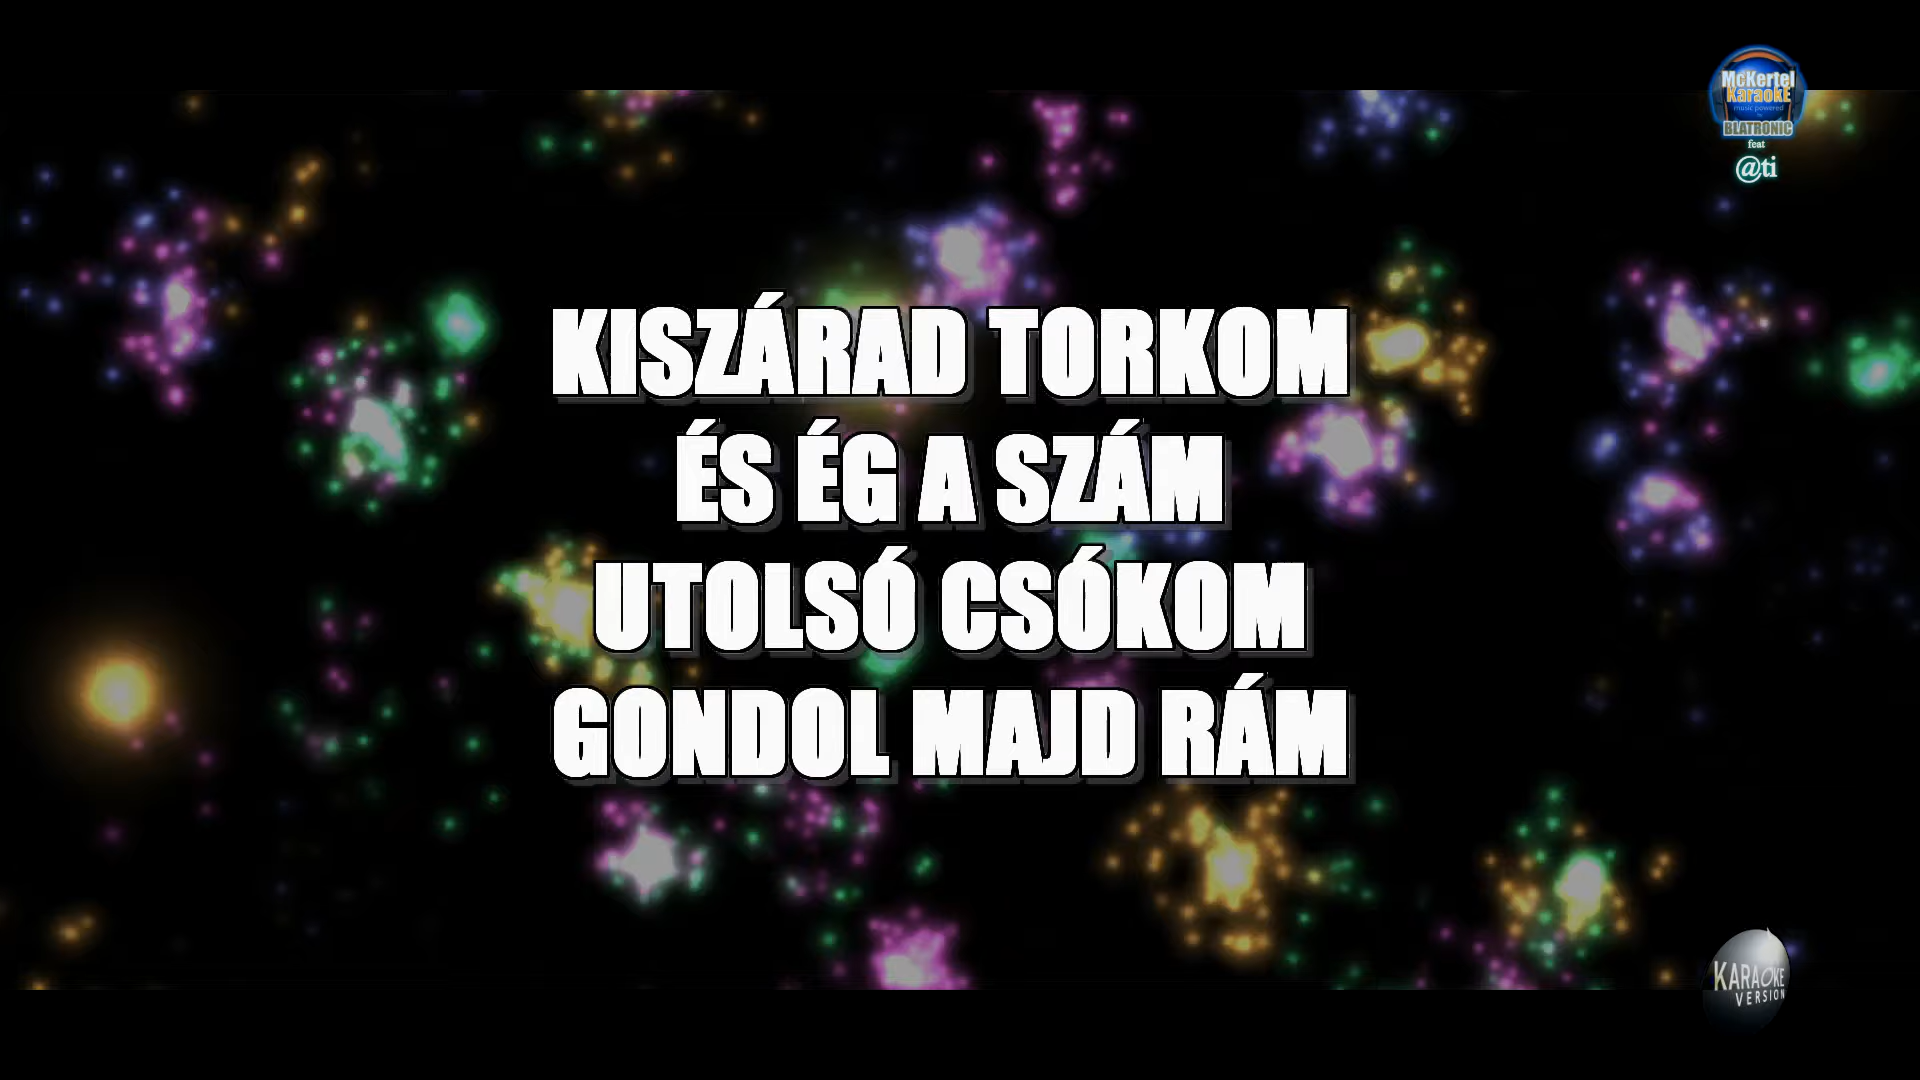 McKertel
Karaoke
music powered
BLATRONIC
feat
@ti
KISZÁRAD TORKOM
ÉS ÉG A SZÁM
UTOLSÓ CSÓKOM
GONDOL MAJD RÁM
KARAOKE
VERSION